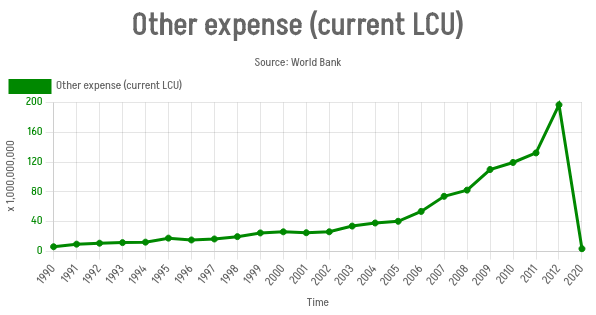 Other expense (current LCU)
Source: World Bank
Other expense (current LCU)
x 1,000,000,000
200
160
120
80
40
0
1990 1991 1992 1993 1994 1995 1996 1997 1998 1999 2000 2001 2002 2003 2004 2005 2006 2007 2008 2009 2010 2011 2012 2020
Time